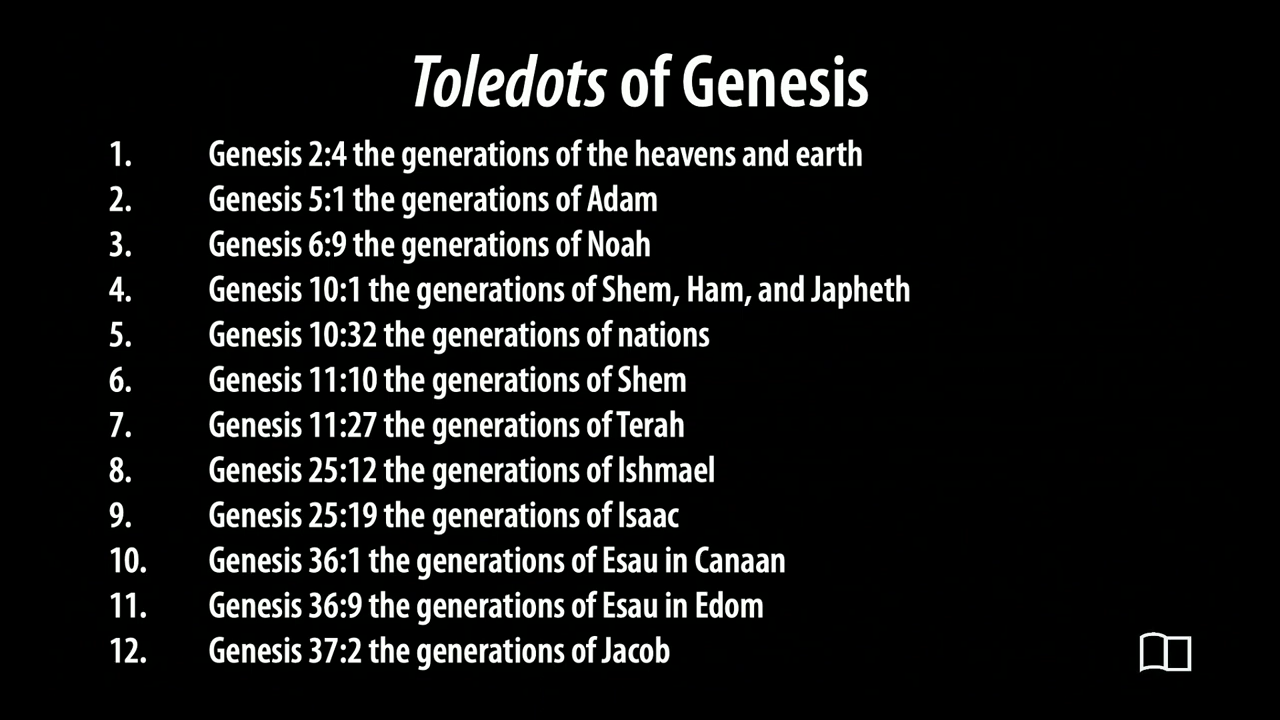 Toledots of Genesis
1. Genesis 2:4 the generations of the heavens and earth
2. Genesis 5:1 the generations of Adam
3. Genesis 6:9 the generations of Noah
4. Genesis 10:1 the generations of Shem, Ham, and Japheth
5. Genesis 10:32 the generations of nations
6. Genesis 11:10 the generations of Shem
7. Genesis 11:27 the generations of Terah
8. Genesis 25:12 the generations of Ishmael
9. Genesis 25:19 the generations of Isaac
10. Genesis 36:1 the generations of Esau in Canaan
11. Genesis 36:9 the generations of Esau in Edom
12. Genesis 37:2 the generations of Jacob